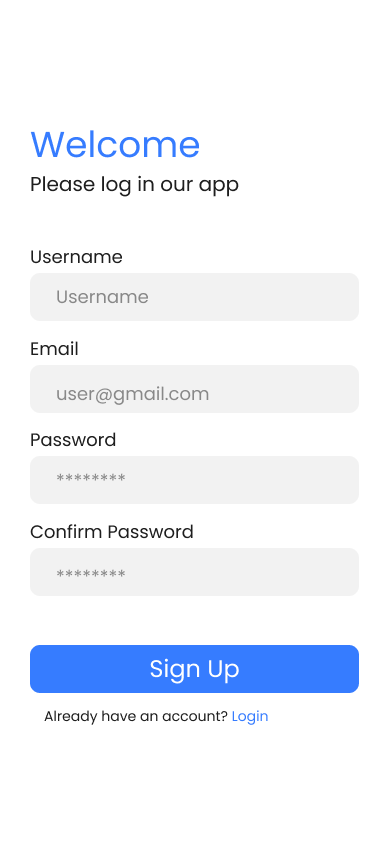 Welcome
Please log in our app
Username
Username
Email
user@gmail.com
Password
********
Confirm Password
********
Sign Up
Already have an account? Login